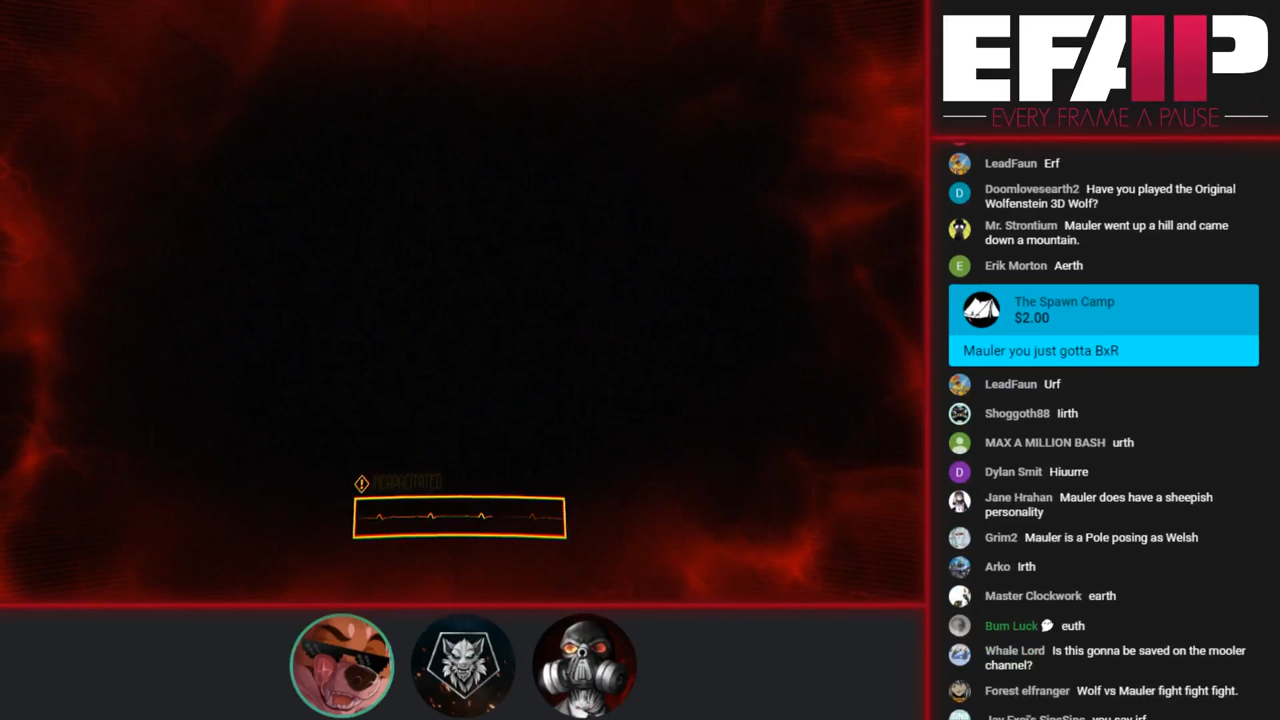 EFAP
EVERY FRAME A PAUSE
LeadFaun Erf
Doomlovesearth2 Have you played the Original
Wolfenstein 3D Wolf?
Mr. Strontium Mauler went up a hill and came
down a mountain.
E Erik Morton Aerth
The Spawn Camp
$2.00
Mauler you just gotta BxR
LeadFaun Urf
Shoggoth88 Iirth
MAX A MILLION BASH urth
D Dylan Smit Hiuurre
Jane Hrahan Mauler does have a sheepish
personality
Grim2 Mauler is a Pole posing as Welsh
Arko Irth
Master Clockwork earth
Bum Luck euth
Whale Lord Is this gonna be saved on the mooler
channel?
Forest elfranger Wolf vs Mauler fight fight fight.
INCAPACITATED